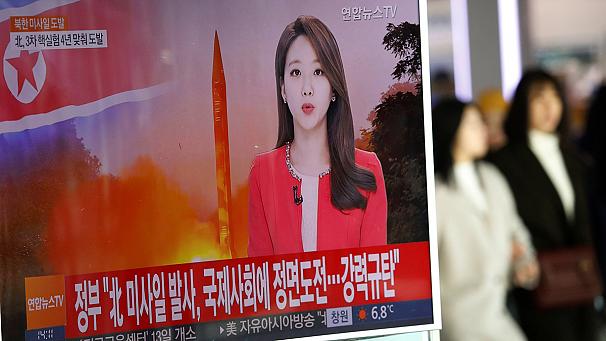 북한 미사일 도발
연합뉴스TV
北, 3차 핵실험 4년 맞춰 도발
정부 "北 미사일 발사, 국제사회에 정면도전…강력규탄"
연합뉴스TV
13일 개소
▶美 자유아시아방송 "北
창원 6.8℃